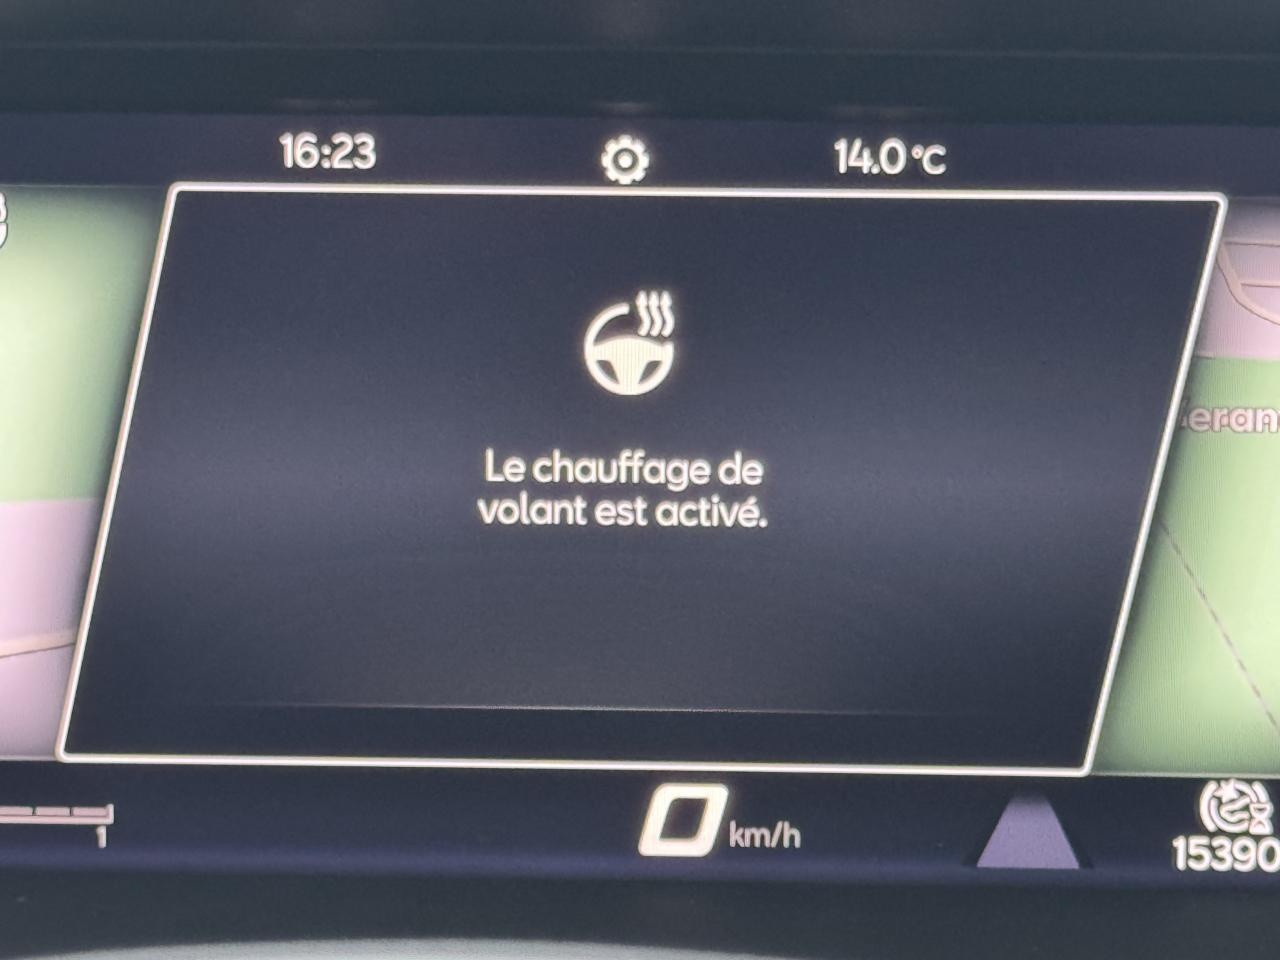 16:23 14.0 °C
Le chauffage de
volant est activé.
0 km/h
1
15390